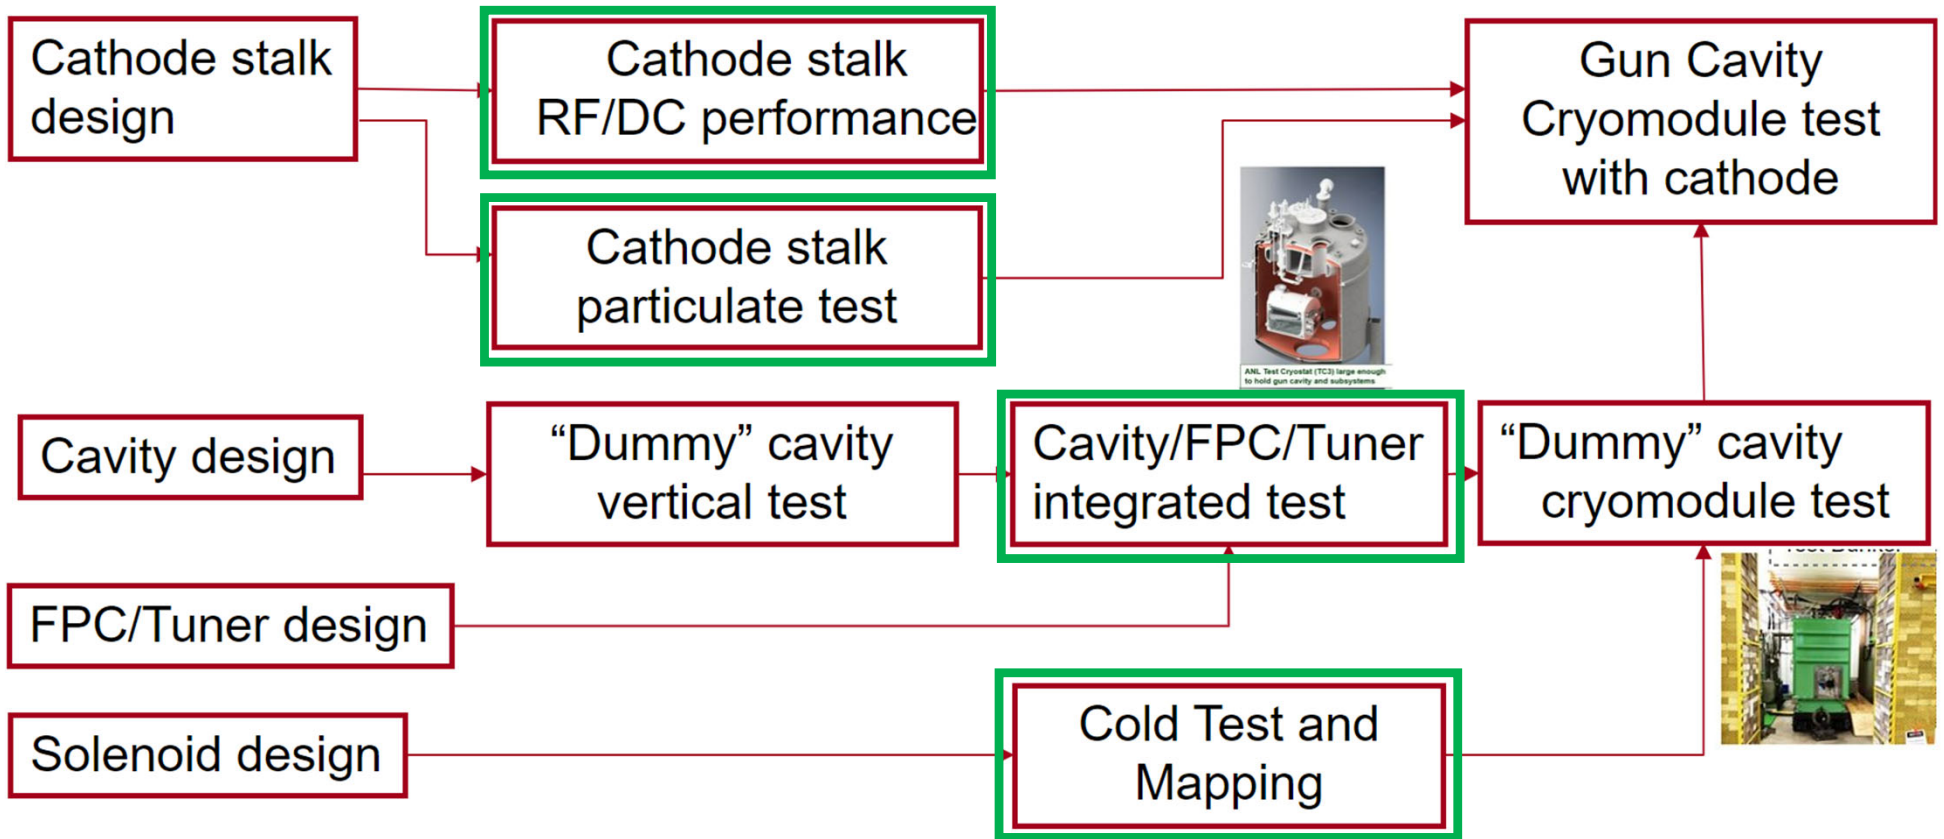 Cathode stalk
design
Cathode stalk
RF/DC performance
Gun Cavity
Cryomodule test
with cathode
Cathode stalk
particulate test
ANL Test Cryostat (TC3) large enough
to hold gun cavity and subsystems
Cavity design
“Dummy” cavity
vertical test
Cavity/FPC/Tuner
integrated test
“Dummy” cavity
cryomodule test
Test Bunker
FPC/Tuner design
Solenoid design
Cold Test and
Mapping